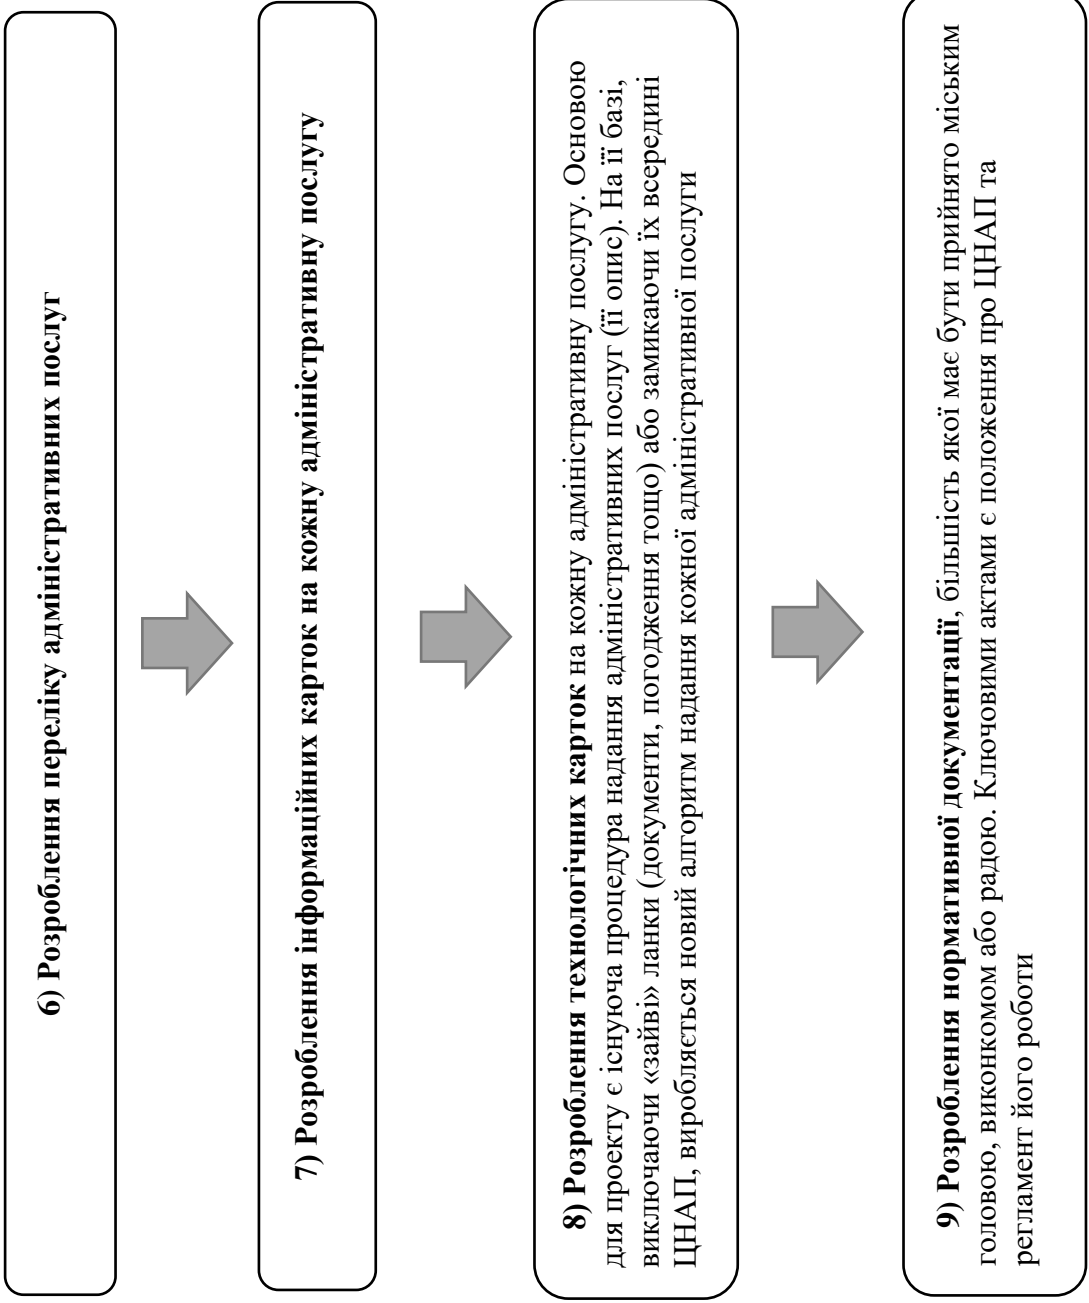 6) Розроблення переліку адміністративних послуг
7) Розроблення інформаційних карток на кожну адміністративну послугу
8) Розроблення технологічних карток на кожну адміністративну послугу. Основою
для проекту є існуюча процедура надання адміністративних послуг (її опис). На її базі,
виключаючи «зайві» ланки (документи, погодження тощо) або замикаючи їх всередині
ЦНАП, виробляється новий алгоритм надання кожної адміністративної послуги
9) Розроблення нормативної документації, більшість якої має бути прийнято міським
головою, виконкомом або радою. Ключовими актами є положення про ЦНАП та
регламент його роботи